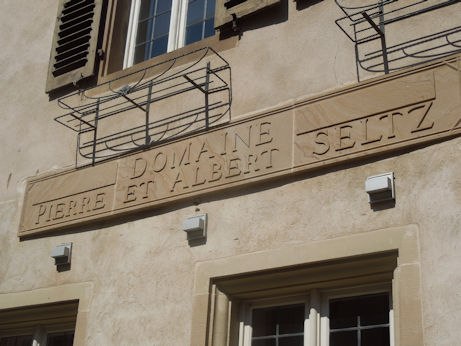 DOMAINE
PIERRE ET ALBERT SELTZ